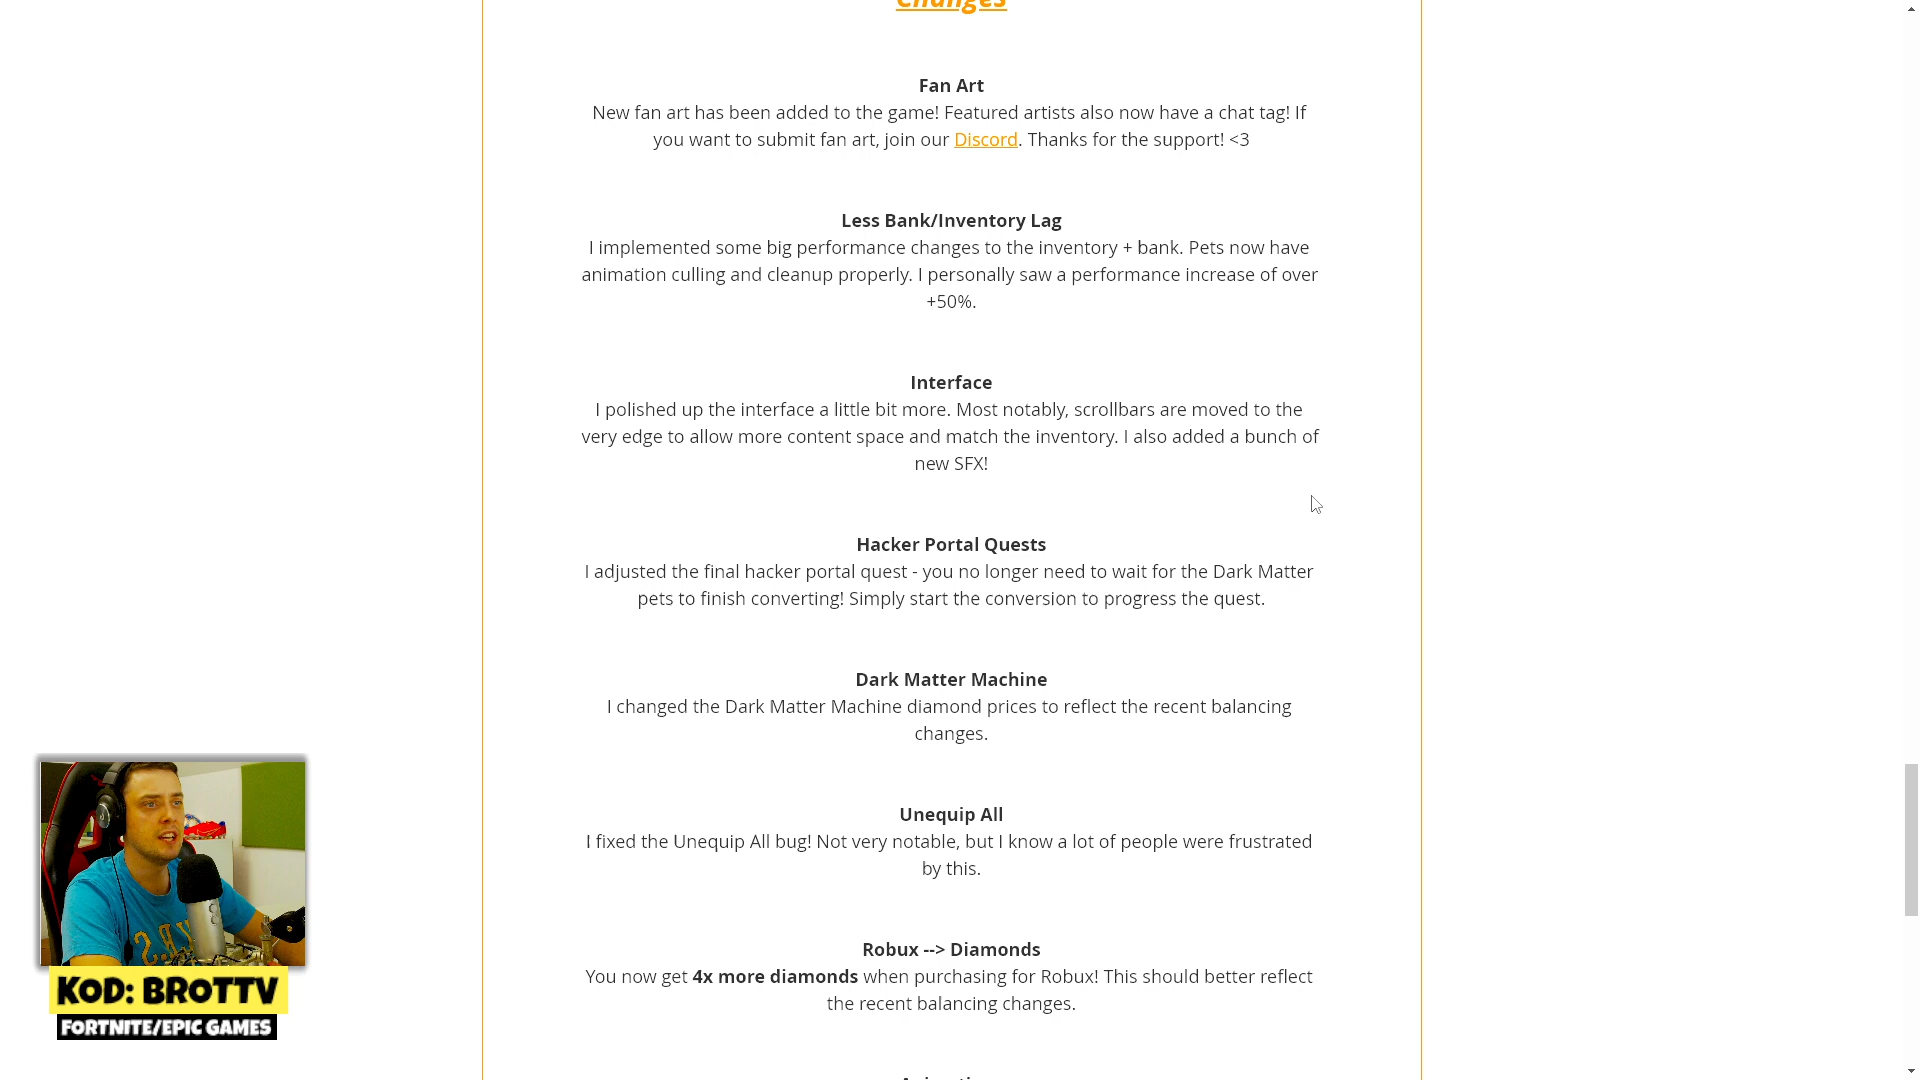 Changes
Fan Art
New fan art has been added to the game! Featured artists also now have a chat tag! If
you want to submit fan art, join our Discord. Thanks for the support! <3
Less Bank/Inventory Lag
I implemented some big performance changes to the inventory + bank. Pets now have
animation culling and cleanup properly. I personally saw a performance increase of over
+50%.
Interface
I polished up the interface a little bit more. Most notably, scrollbars are moved to the
very edge to allow more content space and match the inventory. I also added a bunch of
new SFX!
Hacker Portal Quests
I adjusted the final hacker portal quest - you no longer need to wait for the Dark Matter
pets to finish converting! Simply start the conversion to progress the quest.
Dark Matter Machine
I changed the Dark Matter Machine diamond prices to reflect the recent balancing
changes.
Unequip All
I fixed the Unequip All bug! Not very notable, but I know a lot of people were frustrated
by this.
Robux --> Diamonds
You now get 4x more diamonds when purchasing for Robux! This should better reflect
the recent balancing changes.
KOD: BROTTV
FORTNITE/EPIC GAMES